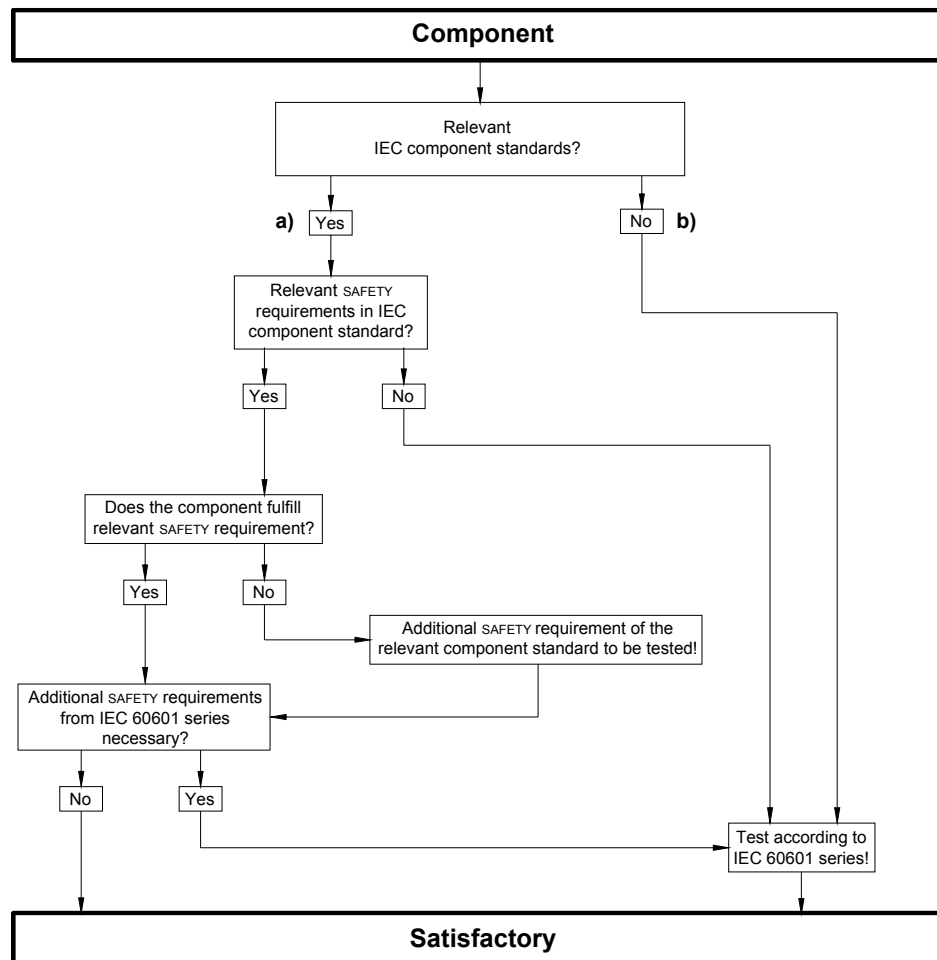 Component
Relevant
IEC component standards?
a) Yes
No b)
Relevant SAFETY
requirements in IEC
component standard?
Yes
No
Does the component fulfill
relevant SAFETY requirement?
Yes
No
Additional SAFETY requirement of the
relevant component standard to be tested!
Additional SAFETY requirements
from IEC 60601 series
necessary?
No
Yes
Test according to
IEC 60601 series!
Satisfactory